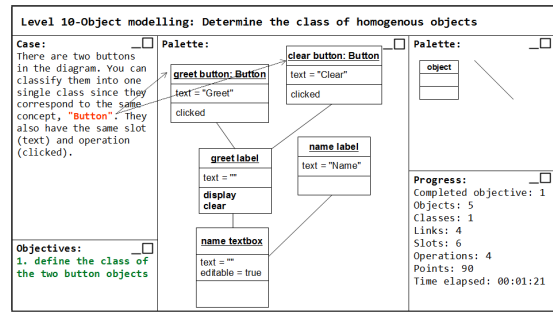 Level 10-Object modelling: Determine the class of homogenous objects
Case:
There are two buttons
in the diagram. You can
classify them into one
single class since they
correspond to the same
concept, "Button". They
also have the same slot
(text) and operation
(clicked).
Objectives:
1. define the class of
the two button objects
Palette:
greet button: Button
text = "Greet"
clicked
clear button: Button
text = "Clear"
clicked
greet label
text = ""
display
clear
name label
text = "Name"
name textbox
text = ""
editable = true
Palette:
object
Progress:
Completed objective: 1
Objects: 5
Classes: 1
Links: 4
Slots: 6
Operations: 4
Points: 90
Time elapsed: 00:01:21